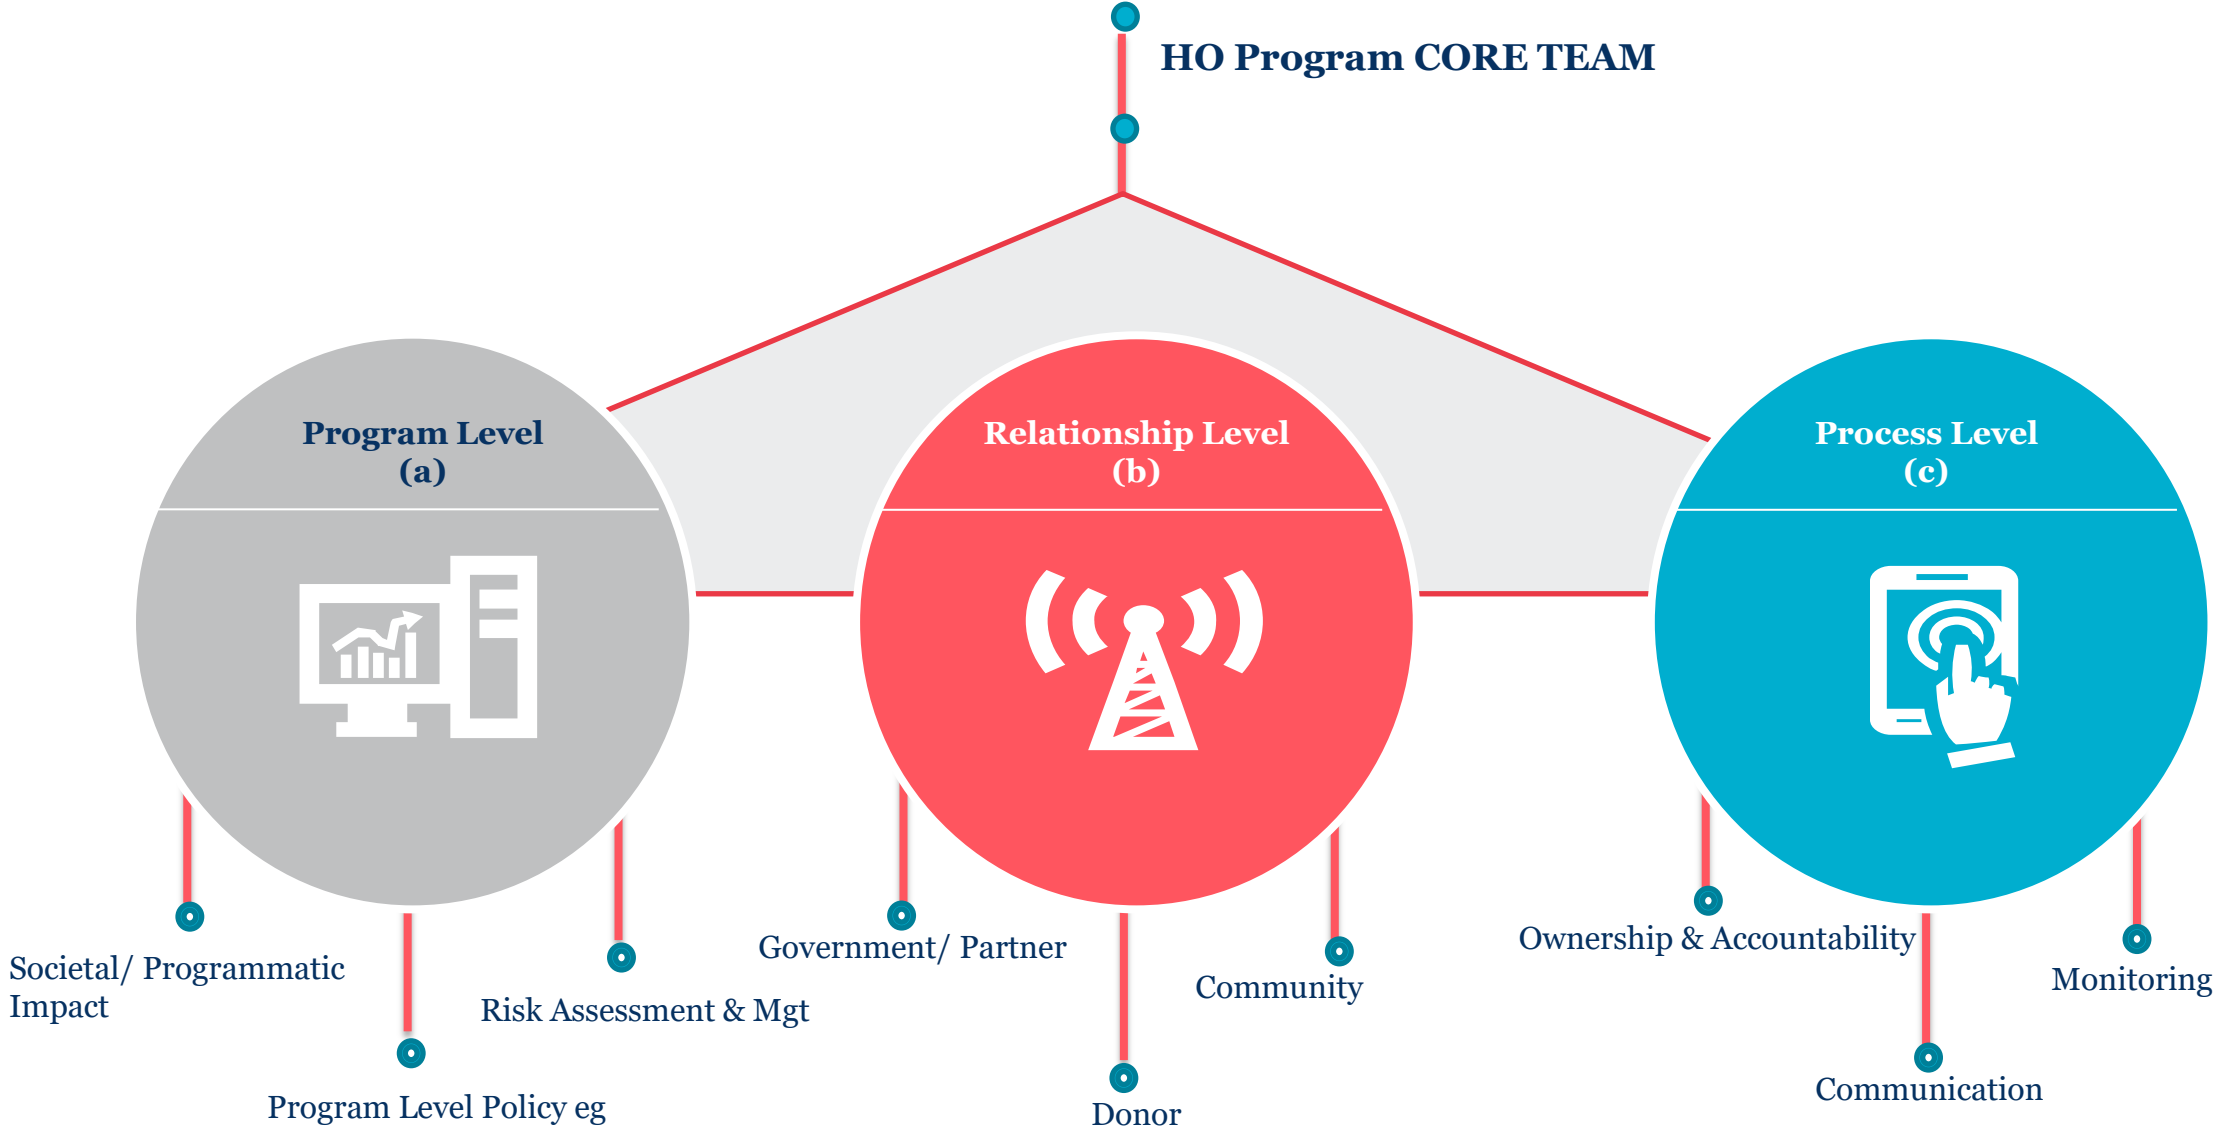 HO Program CORE TEAM
Program Level
(a)
Relationship Level
(b)
Process Level
(c)
Societal/ Programmatic
Impact
Program Level Policy eg
Risk Assessment & Mgt
Government/ Partner
Donor
Community
Ownership & Accountability
Communication
Monitoring